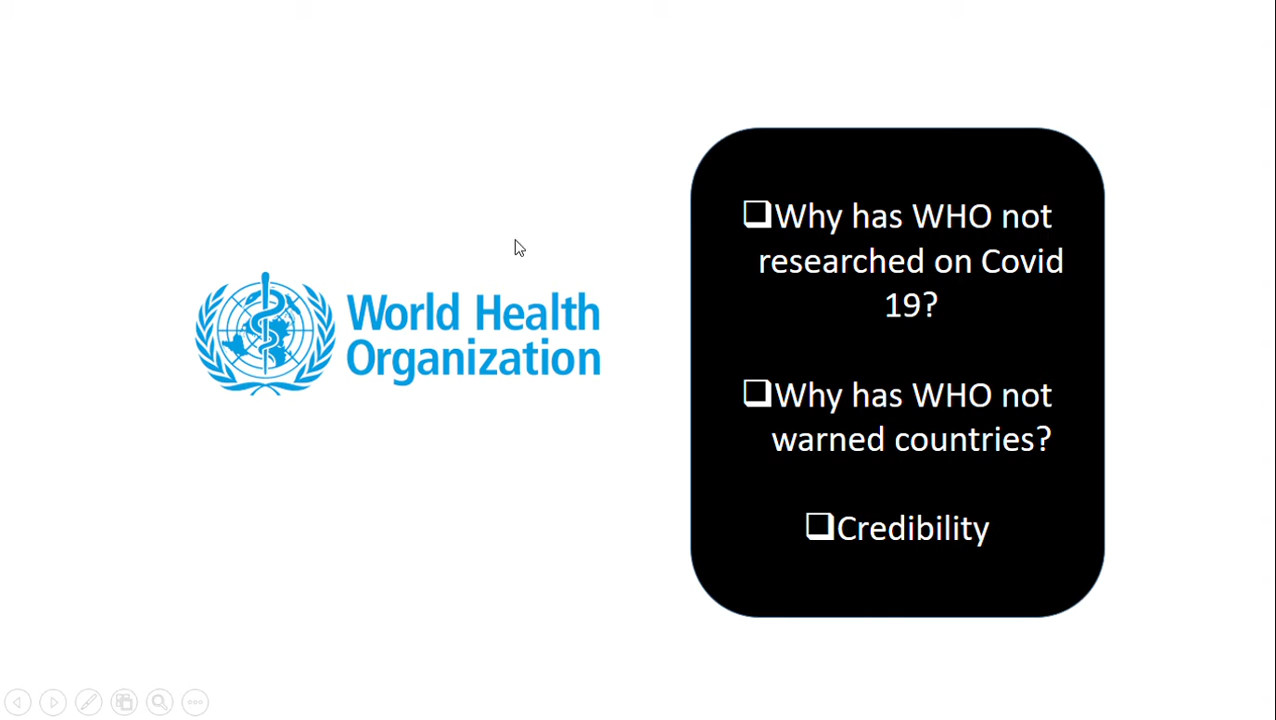 World Health
Organization
❑Why has WHO not
researched on Covid
19?
❑Why has WHO not
warned countries?
❑Credibility